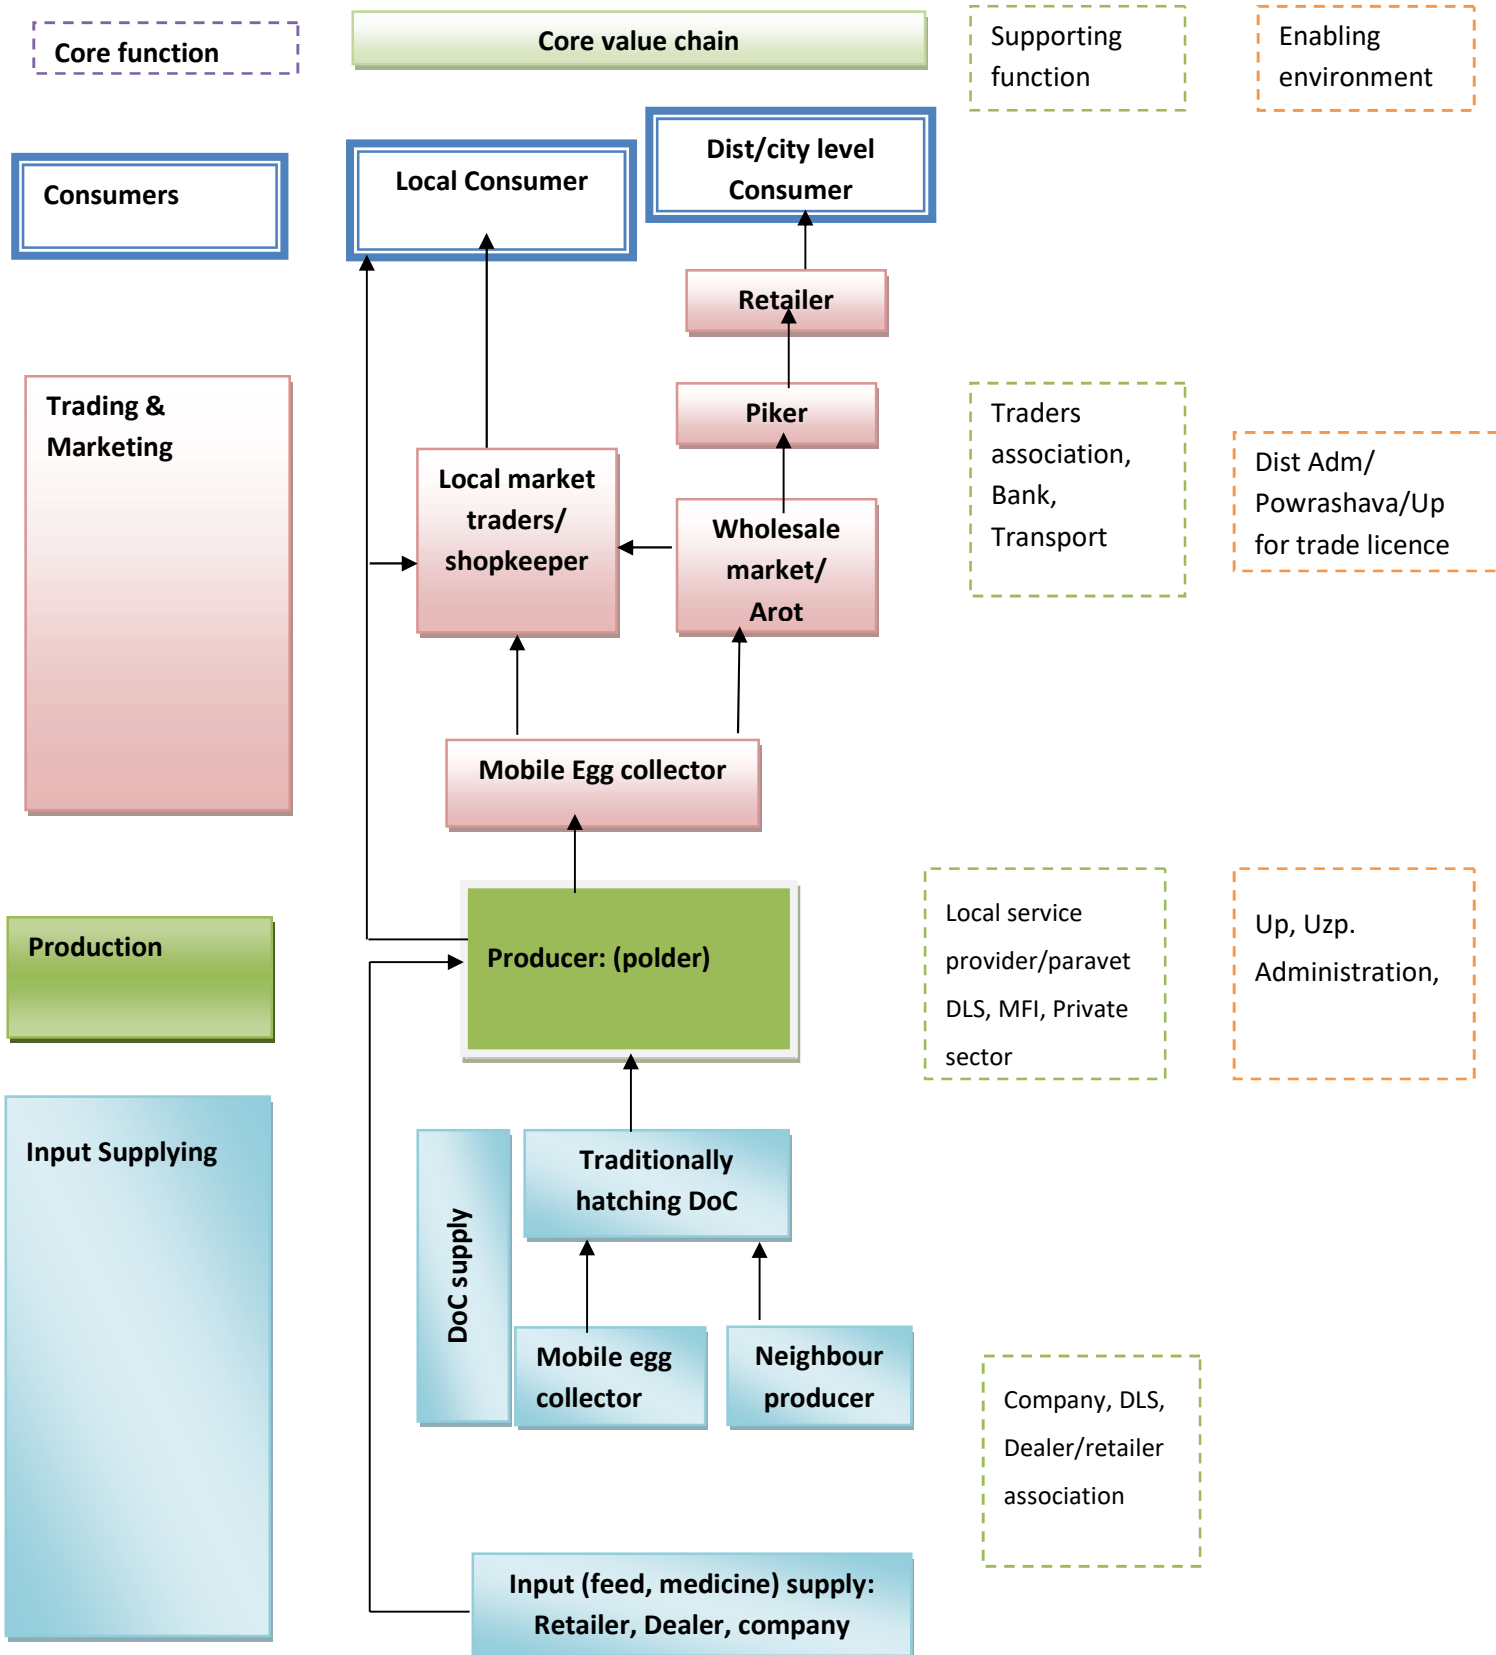 Core function
Core value chain
Supporting
function
Enabling
environment
Consumers
Local Consumer
Dist/city level
Consumer
Retailer
Trading &
Marketing
Piker
Local market
traders/
shopkeeper
Wholesale
market/
Arot
Traders
association,
Bank,
Transport
Dist Adm/
Powrashava/Up
for trade licence
Mobile Egg collector
Production
Producer: (polder)
Local service
provider/paravet
DLS, MFI, Private
sector
Up, Uzp.
Administration,
Input Supplying
DoC supply
Traditionally
hatching DoC
Mobile egg
collector
Neighbour
producer
Company, DLS,
Dealer/retailer
association
Input (feed, medicine) supply:
Retailer, Dealer, company